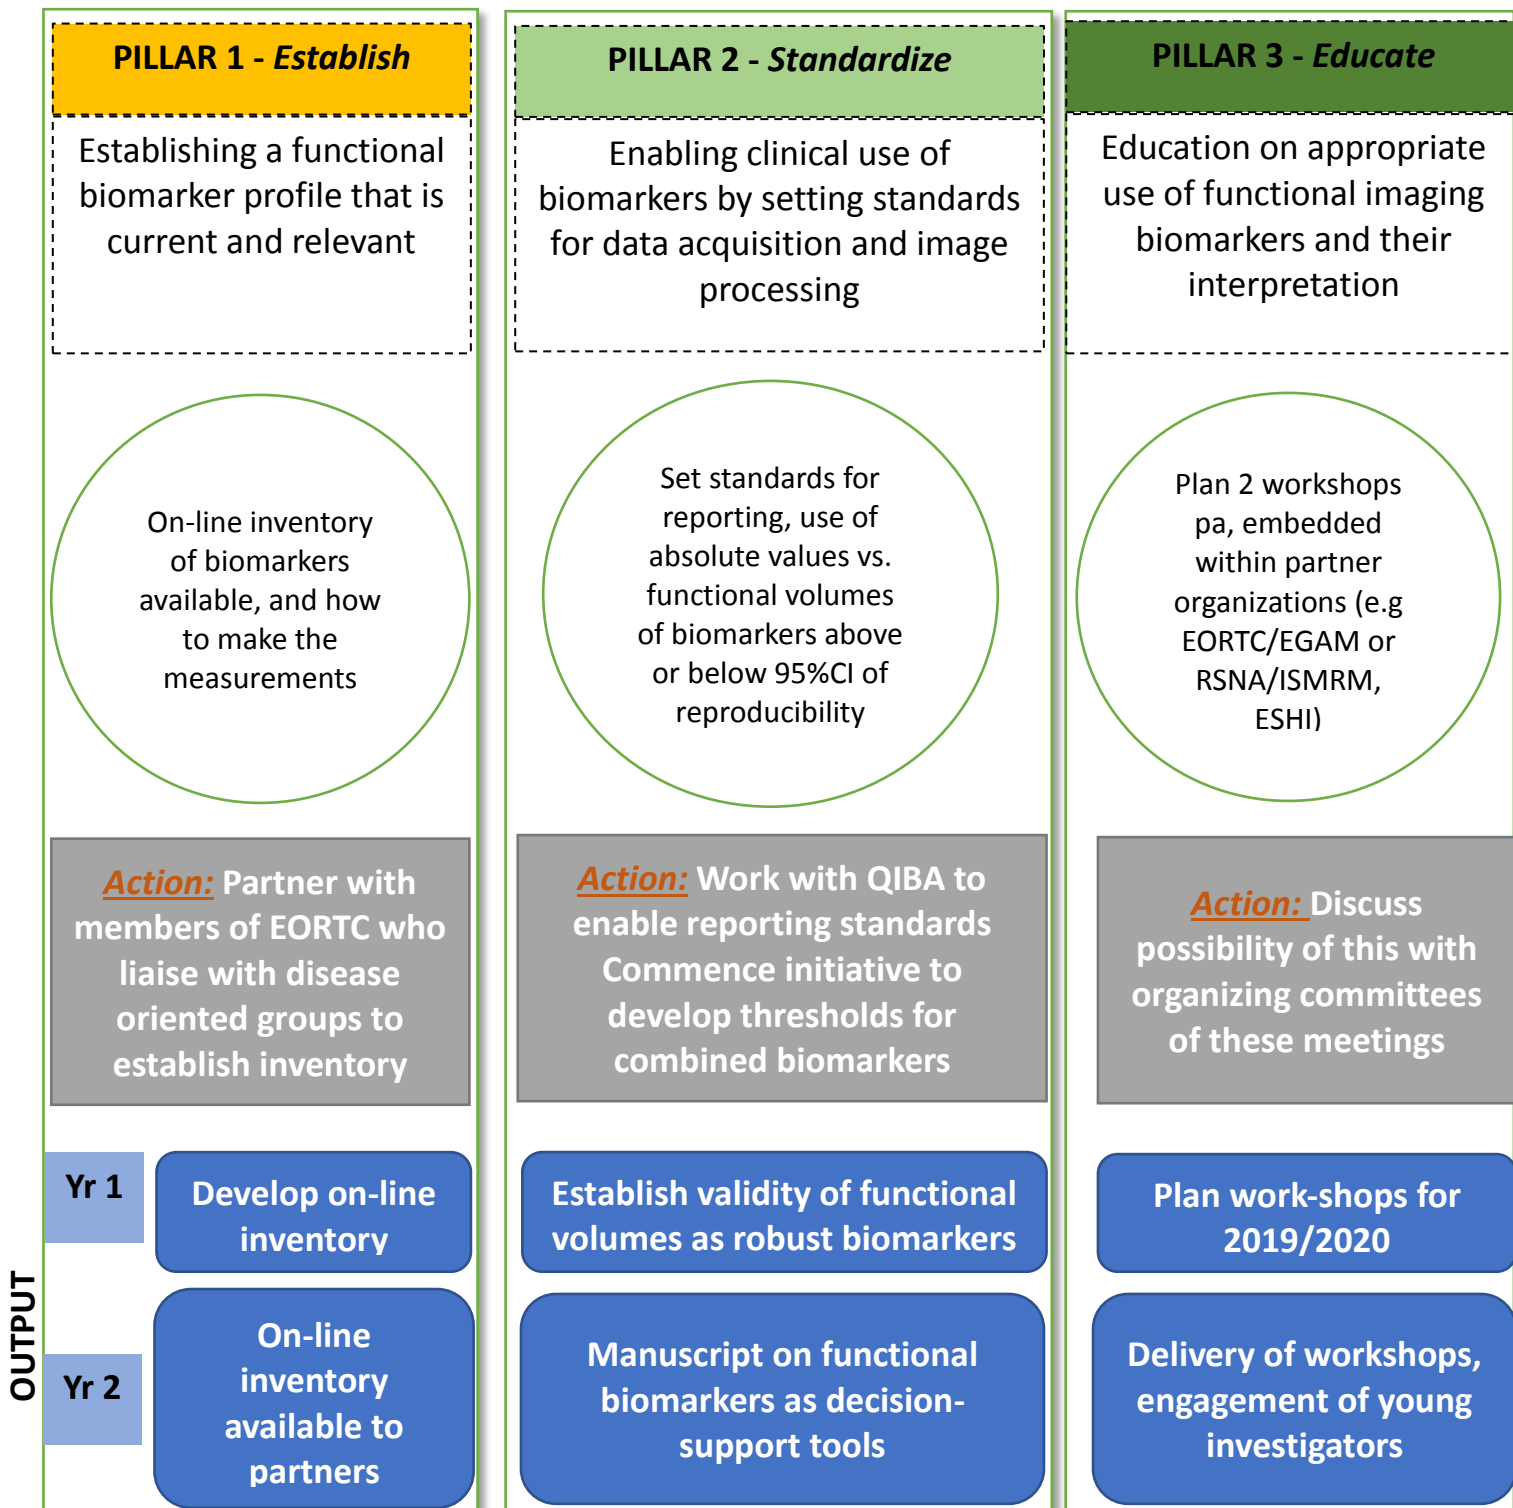 PILLAR 1 - Establish
Establishing a functional
biomarker profile that is
current and relevant
On-line inventory
of biomarkers
available, and how
to make the
measurements
Action: Partner with
members of EORTC who
liaise with disease
oriented groups to
establish inventory
PILLAR 2 - Standardize
Enabling clinical use of
biomarkers by setting standards
for data acquisition and image
processing
Set standards for
reporting, use of
absolute values vs.
functional volumes
of biomarkers above
or below 95%CI of
reproducibility
Action: Work with QIBA to
enable reporting standards
Commence initiative to
develop thresholds for
combined biomarkers
PILLAR 3 - Educate
Education on appropriate
use of functional imaging
biomarkers and their
interpretation
Plan 2 workshops
pa, embedded
within partner
organizations (e.g
EORTC/EGAM or
RSNA/ISMRM,
ESHI)
Action: Discuss
possibility of this with
organizing committees
of these meetings
OUTPUT
Yr 1
Develop on-line
inventory
Establish validity of functional
volumes as robust biomarkers
Plan work-shops for
2019/2020
Yr 2
On-line
inventory
available to
partners
Manuscript on functional
biomarkers as decision-
support tools
Delivery of workshops,
engagement of young
investigators